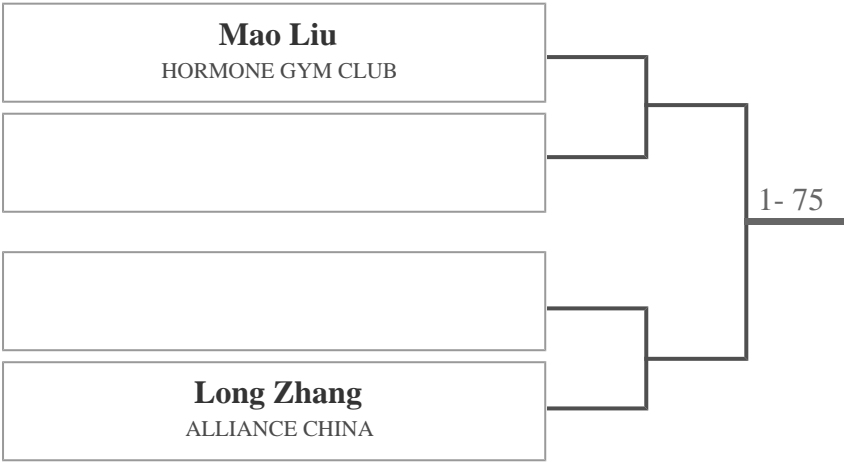 Mao Liu
HORMONE GYM CLUB
1- 75
Long Zhang
ALLIANCE CHINA